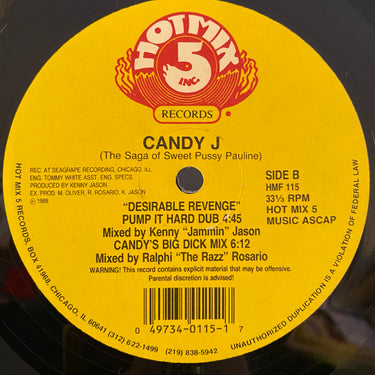 HOT MIX
5
INC.
RECORDS
CANDY J
(The Saga of Sweet Pussy Pauline)
REC. AT SEAGRAPE RECORDING, CHICAGO, ILL.
ENG. TOMMY WHITE ASST. ENG. SPECS.
PRODUCED BY KENNY JASON
EX. PROD. M. OLIVER, R. ROSARIO, K. JASON
℗ 1988
SIDE B
HMF 115
33⅓ RPM
HOT MIX 5
MUSIC ASCAP
"DESIRABLE REVENGE"
PUMP IT HARD DUB 4:45
Mixed by Kenny "Jammin" Jason
CANDY'S BIG DICK MIX 6:12
Mixed by Ralphi "The Razz" Rosario
WARNING! This record contains explicit material that may be offensive.
Parental discretion is advised!
0 49734-0115-1 7
HOT MIX 5 RECORDS, BOX 41968, CHICAGO, IL 60641 (312) 622-1499 (219) 838-5942
UNAUTHORIZED DUPLICATION IS A VIOLATION OF FEDERAL LAW